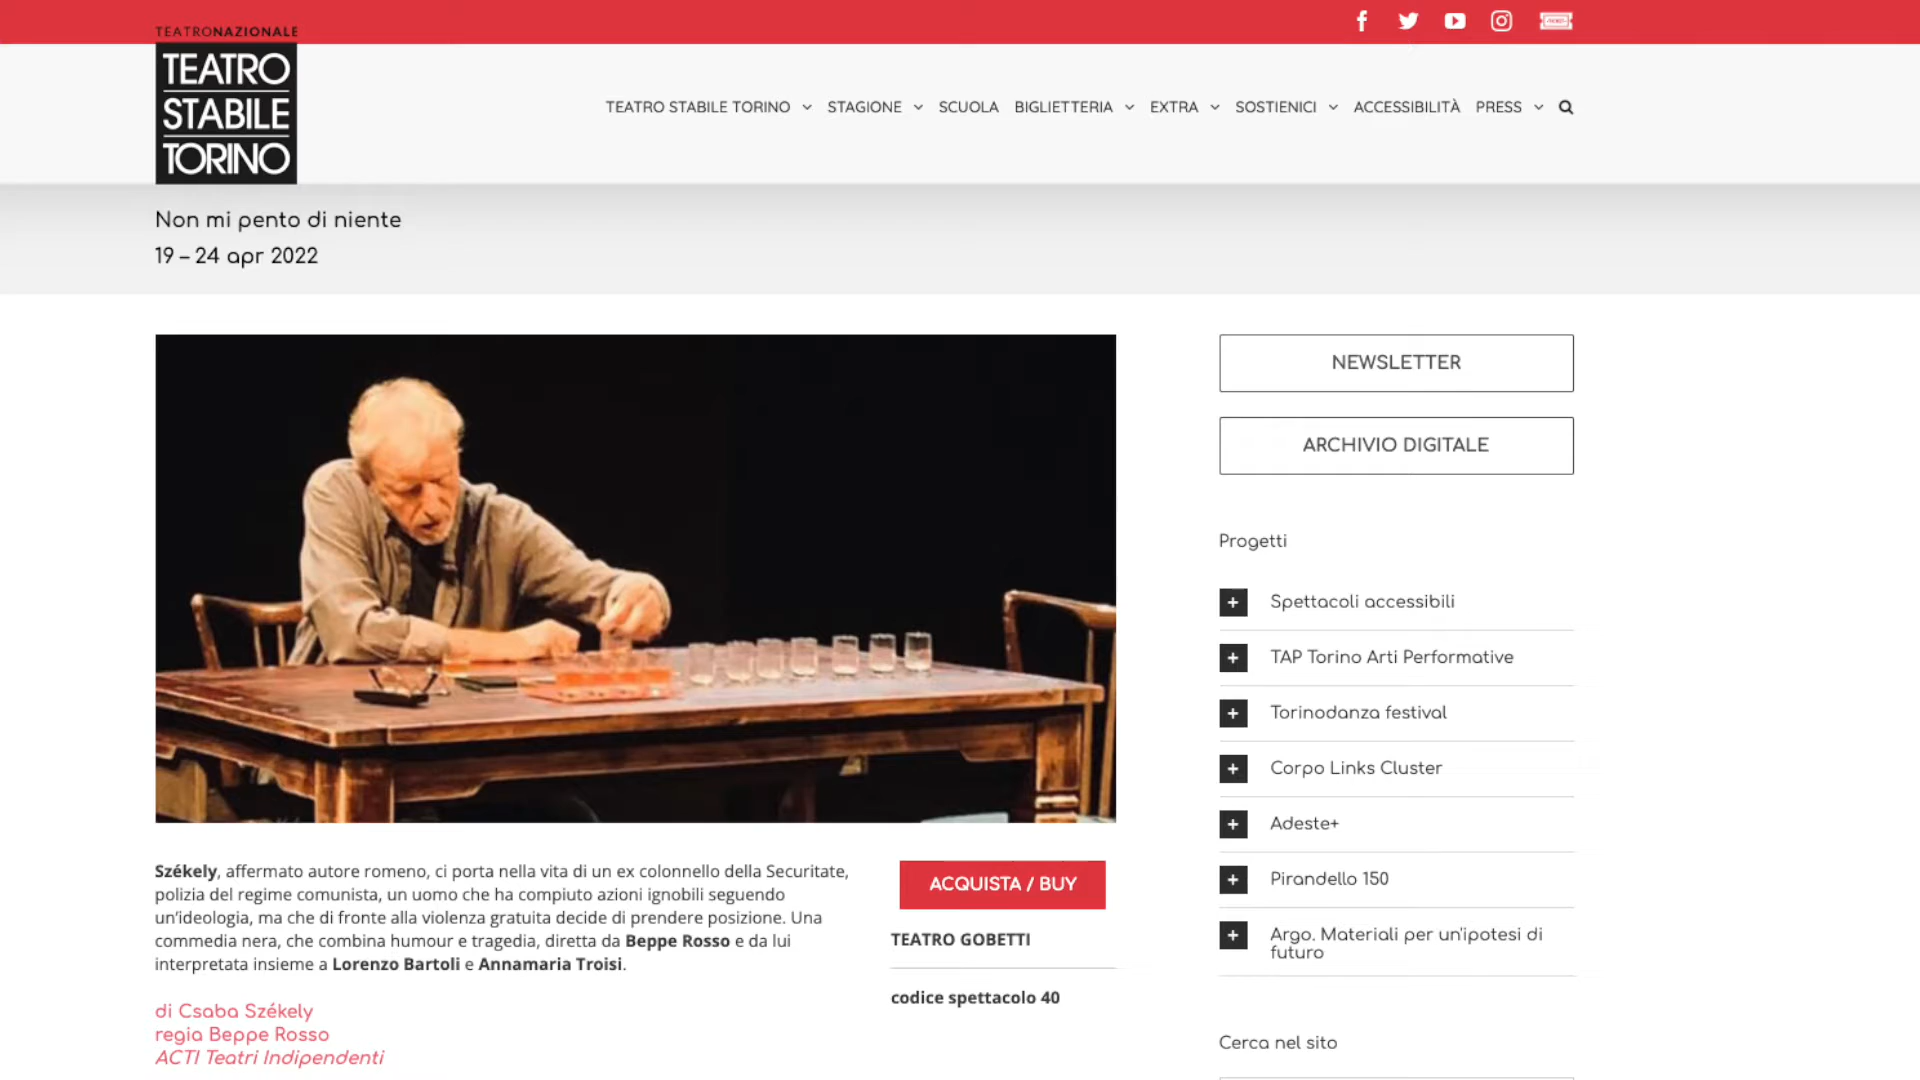 TEATRONAZIONALE
TEATRO
STABILE
TORINO
TEATRO STABILE TORINO STAGIONE SCUOLA BIGLIETTERIA EXTRA SOSTIENICI ACCESSIBILITÀ PRESS
Non mi pento di niente
19 – 24 apr 2022
NEWSLETTER
ARCHIVIO DIGITALE
Progetti
Spettacoli accessibili
TAP Torino Arti Performative
Torinodanza festival
Corpo Links Cluster
Adeste+
Pirandello 150
Argo. Materiali per un'ipotesi di
futuro
Cerca nel sito
Székely, affermato autore romeno, ci porta nella vita di un ex colonnello della Securitate,
polizia del regime comunista, un uomo che ha compiuto azioni ignobili seguendo
un'ideologia, ma che di fronte alla violenza gratuita decide di prendere posizione. Una
commedia nera, che combina humour e tragedia, diretta da Beppe Rosso e da lui
interpretata insieme a Lorenzo Bartoli e Annamaria Troisi.
di Csaba Székely
regia Beppe Rosso
ACTI Teatri Indipendenti
ACQUISTA / BUY
TEATRO GOBETTI
codice spettacolo 40